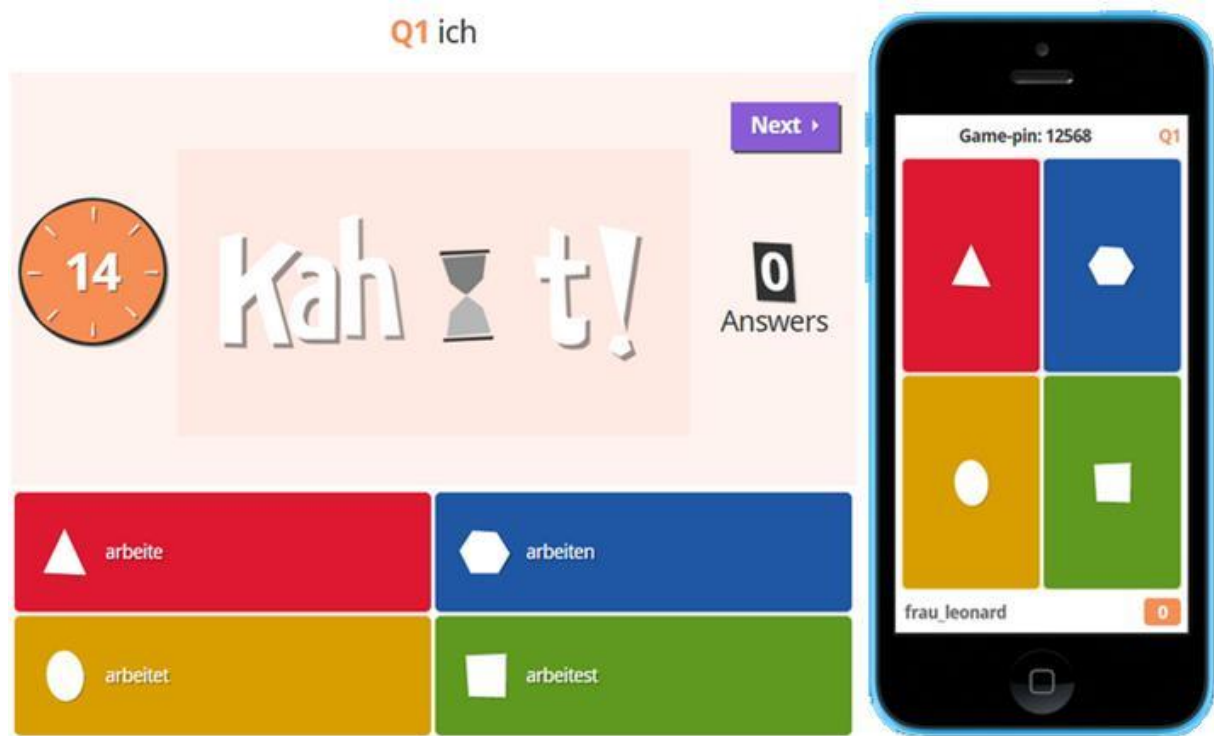 Q1 ich
Next
14
Kah t!
0
Answers
arbeite
arbeiten
arbeitet
arbeitest
Game-pin: 12568 Q1
frau_leonard 0